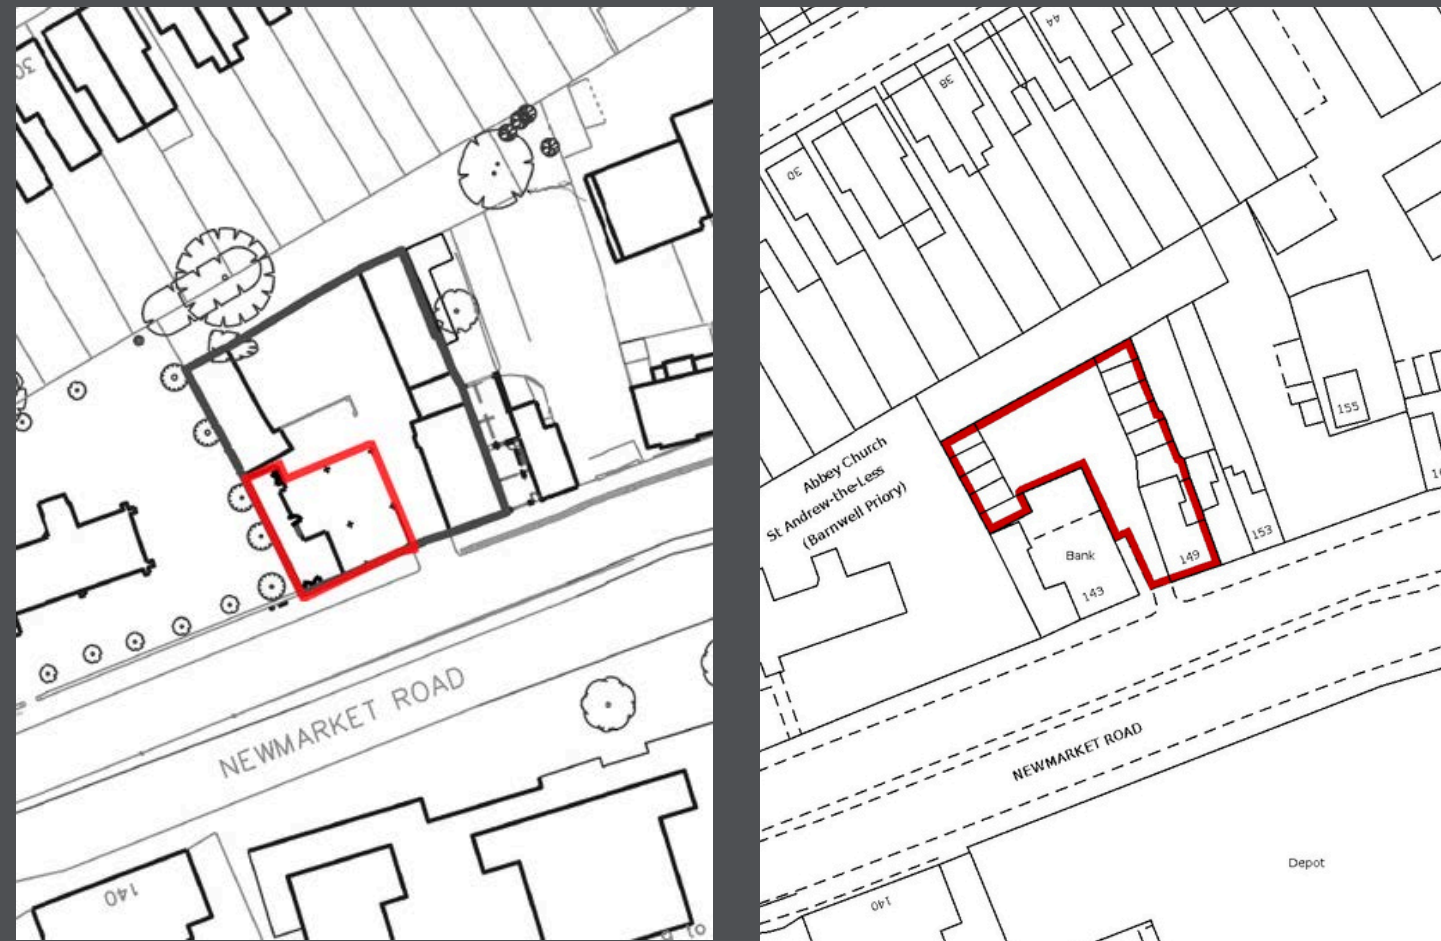 30
NEWMARKET ROAD
140
44
38
30
155
Abbey Church
St Andrew-the-Less
(Barnwell Priory)
Bank
153
149
143
NEWMARKET ROAD
Depot
140